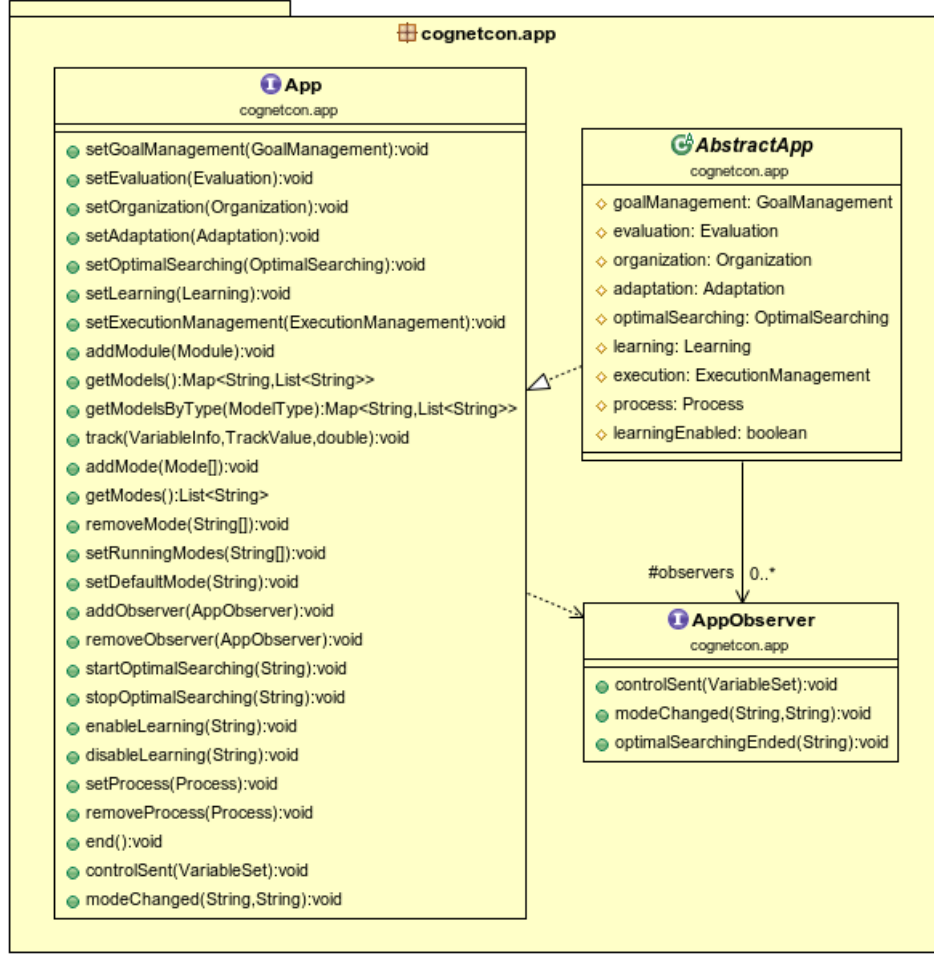 cognetcon.app
App
cognetcon.app
setGoalManagement(GoalManagement):void
setEvaluation(Evaluation):void
setOrganization(Organization):void
setAdaptation(Adaptation):void
setOptimalSearching(OptimalSearching):void
setLearning(Learning):void
setExecutionManagement(ExecutionManagement):void
addModule(Module):void
getModels():Map<String,List<String>>
getModelsByType(ModelType):Map<String,List<String>>
track(VariableInfo,TrackValue,double):void
addMode(Mode[]):void
getModes():List<String>
removeMode(String[]):void
setRunningModes(String[]):void
setDefaultMode(String):void
addObserver(AppObserver):void
removeObserver(AppObserver):void
startOptimalSearching(String):void
stopOptimalSearching(String):void
enableLearning(String):void
disableLearning(String):void
setProcess(Process):void
removeProcess(Process):void
end():void
controlSent(VariableSet):void
modeChanged(String,String):void
AbstractApp
cognetcon.app
goalManagement: GoalManagement
evaluation: Evaluation
organization: Organization
adaptation: Adaptation
optimalSearching: OptimalSearching
learning: Learning
execution: ExecutionManagement
process: Process
learningEnabled: boolean
#observers 0..*
AppObserver
cognetcon.app
controlSent(VariableSet):void
modeChanged(String,String):void
optimalSearchingEnded(String):void